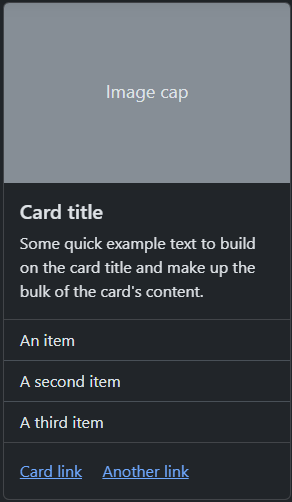 Image cap
Card title
Some quick example text to build
on the card title and make up the
bulk of the card's content.
An item
A second item
A third item
Card link Another link